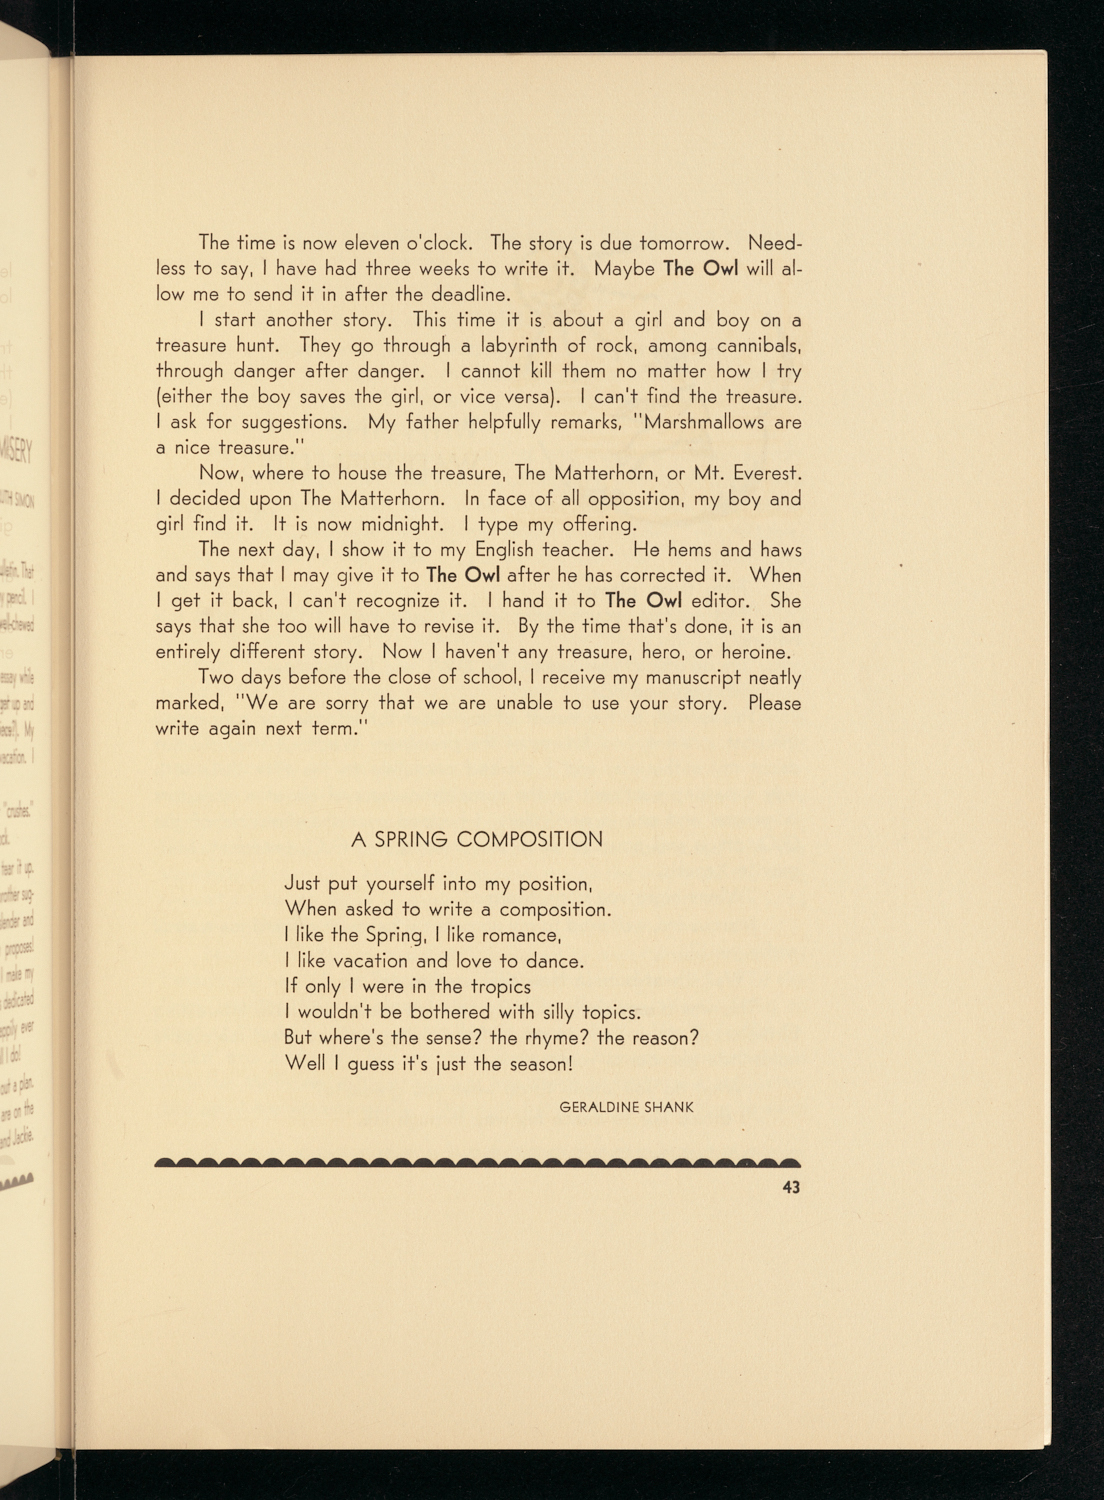 The time is now eleven o'clock. The story is due tomorrow. Need-
less to say, I have had three weeks to write it. Maybe The Owl will al-
low me to send it in after the deadline.
I start another story. This time it is about a girl and boy on a
treasure hunt. They go through a labyrinth of rock, among cannibals,
through danger after danger. I cannot kill them no matter how I try
(either the boy saves the girl, or vice versa). I can't find the treasure.
I ask for suggestions. My father helpfully remarks, "Marshmallows are
a nice treasure."
Now, where to house the treasure, The Matterhorn, or Mt. Everest.
I decided upon The Matterhorn. In face of all opposition, my boy and
girl find it. It is now midnight. I type my offering.
The next day, I show it to my English teacher. He hems and haws
and says that I may give it to The Owl after he has corrected it. When
I get it back, I can't recognize it. I hand it to The Owl editor. She
says that she too will have to revise it. By the time that's done, it is an
entirely different story. Now I haven't any treasure, hero, or heroine.
Two days before the close of school, I receive my manuscript neatly
marked, "We are sorry that we are unable to use your story. Please
write again next term."
A SPRING COMPOSITION
Just put yourself into my position,
When asked to write a composition.
I like the Spring, I like romance,
I like vacation and love to dance.
If only I were in the tropics
I wouldn't be bothered with silly topics.
But where's the sense? the rhyme? the reason?
Well I guess it's just the season!
GERALDINE SHANK
43